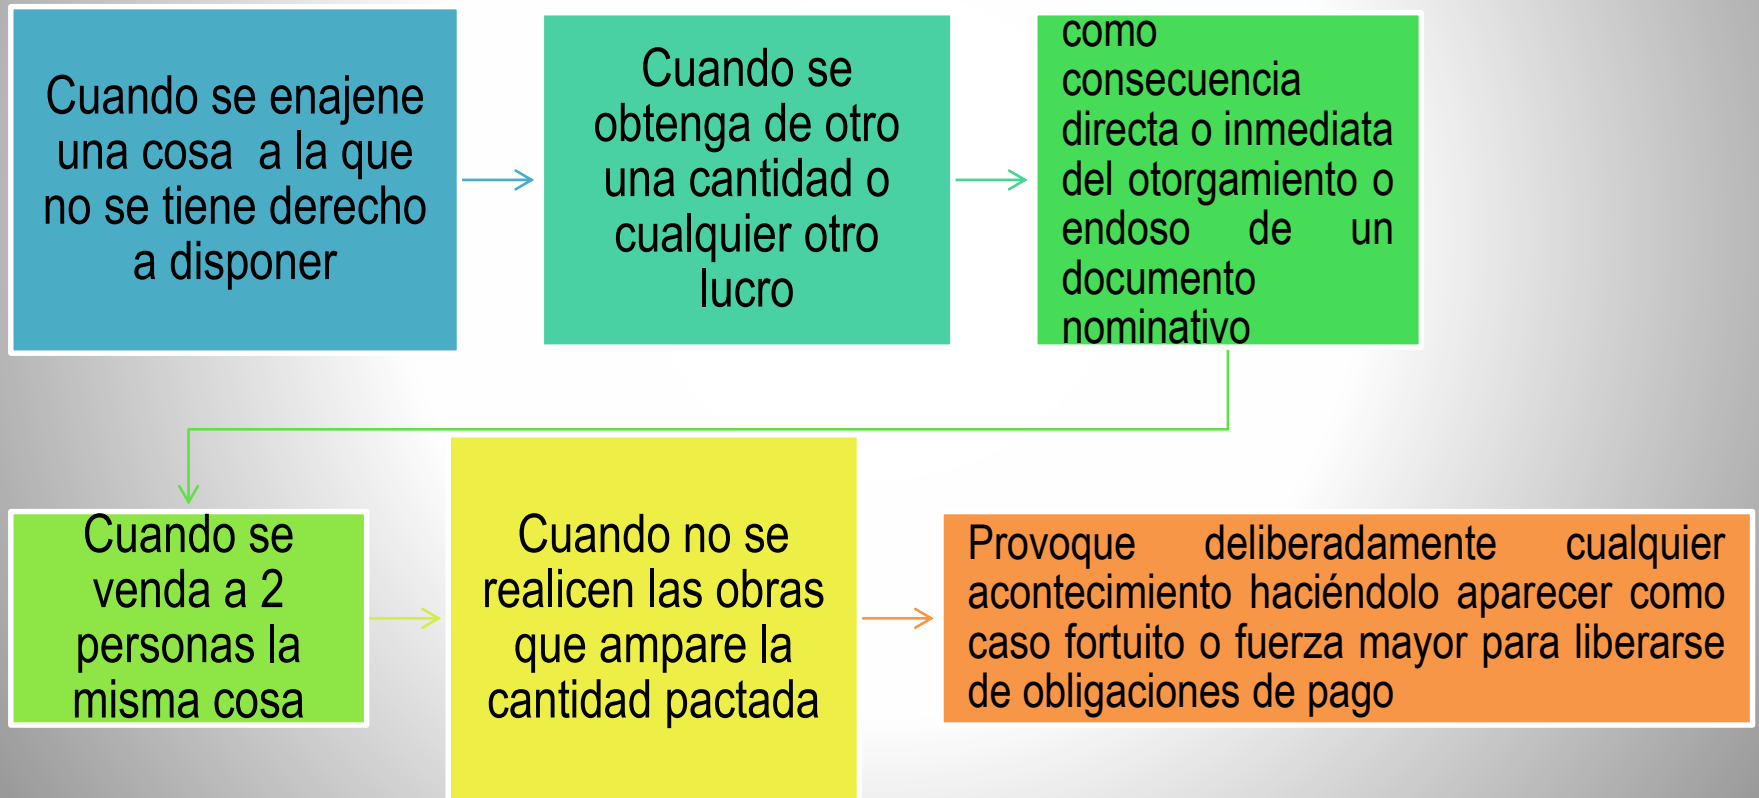 Cuando se enajene
una cosa a la que
no se tiene derecho
a disponer
Cuando se
obtenga de otro
una cantidad o
cualquier otro
lucro
como
consecuencia
directa o inmediata
del otorgamiento o
endoso de un
documento
nominativo
Cuando se
venda a 2
personas la
misma cosa
Cuando no se
realicen las obras
que ampare la
cantidad pactada
Provoque deliberadamente cualquier
acontecimiento haciéndolo aparecer como
caso fortuito o fuerza mayor para liberarse
de obligaciones de pago